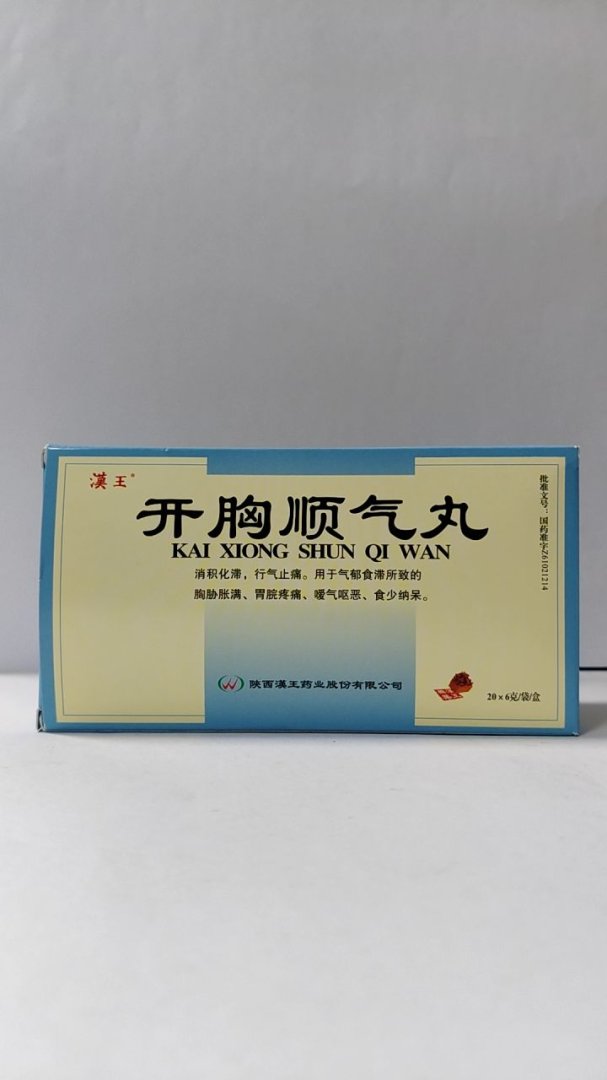 漢王®
开胸顺气丸
KAI XIONG SHUN QI WAN
消积化滞，行气止痛。用于气郁食滞所致的
胸胁胀满、胃脘疼痛、嗳气呕恶、食少纳呆。
陕西漢王药业股份有限公司
20×6克/袋/盒
批准文号：国药准字Z61021214